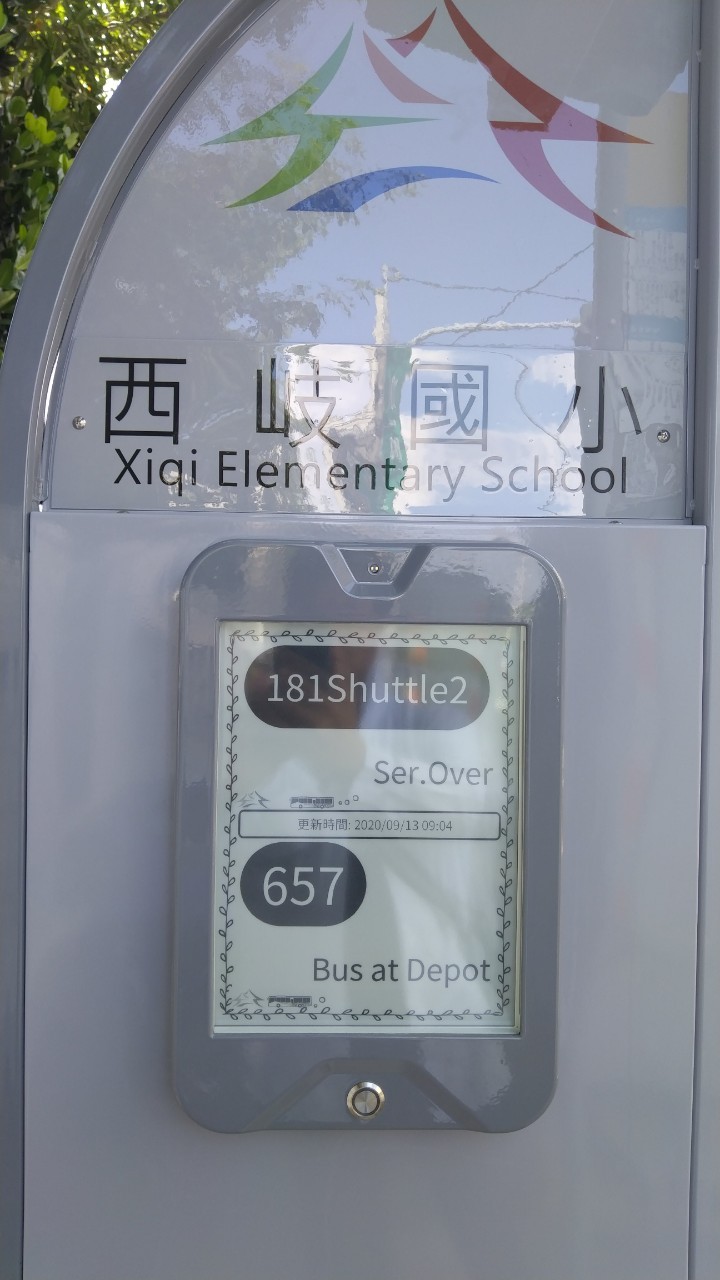 西岐國小
Xiqi Elementary School
181Shuttle2
Ser.Over
更新時間: 2020/09/13 09:04
657
Bus at Depot